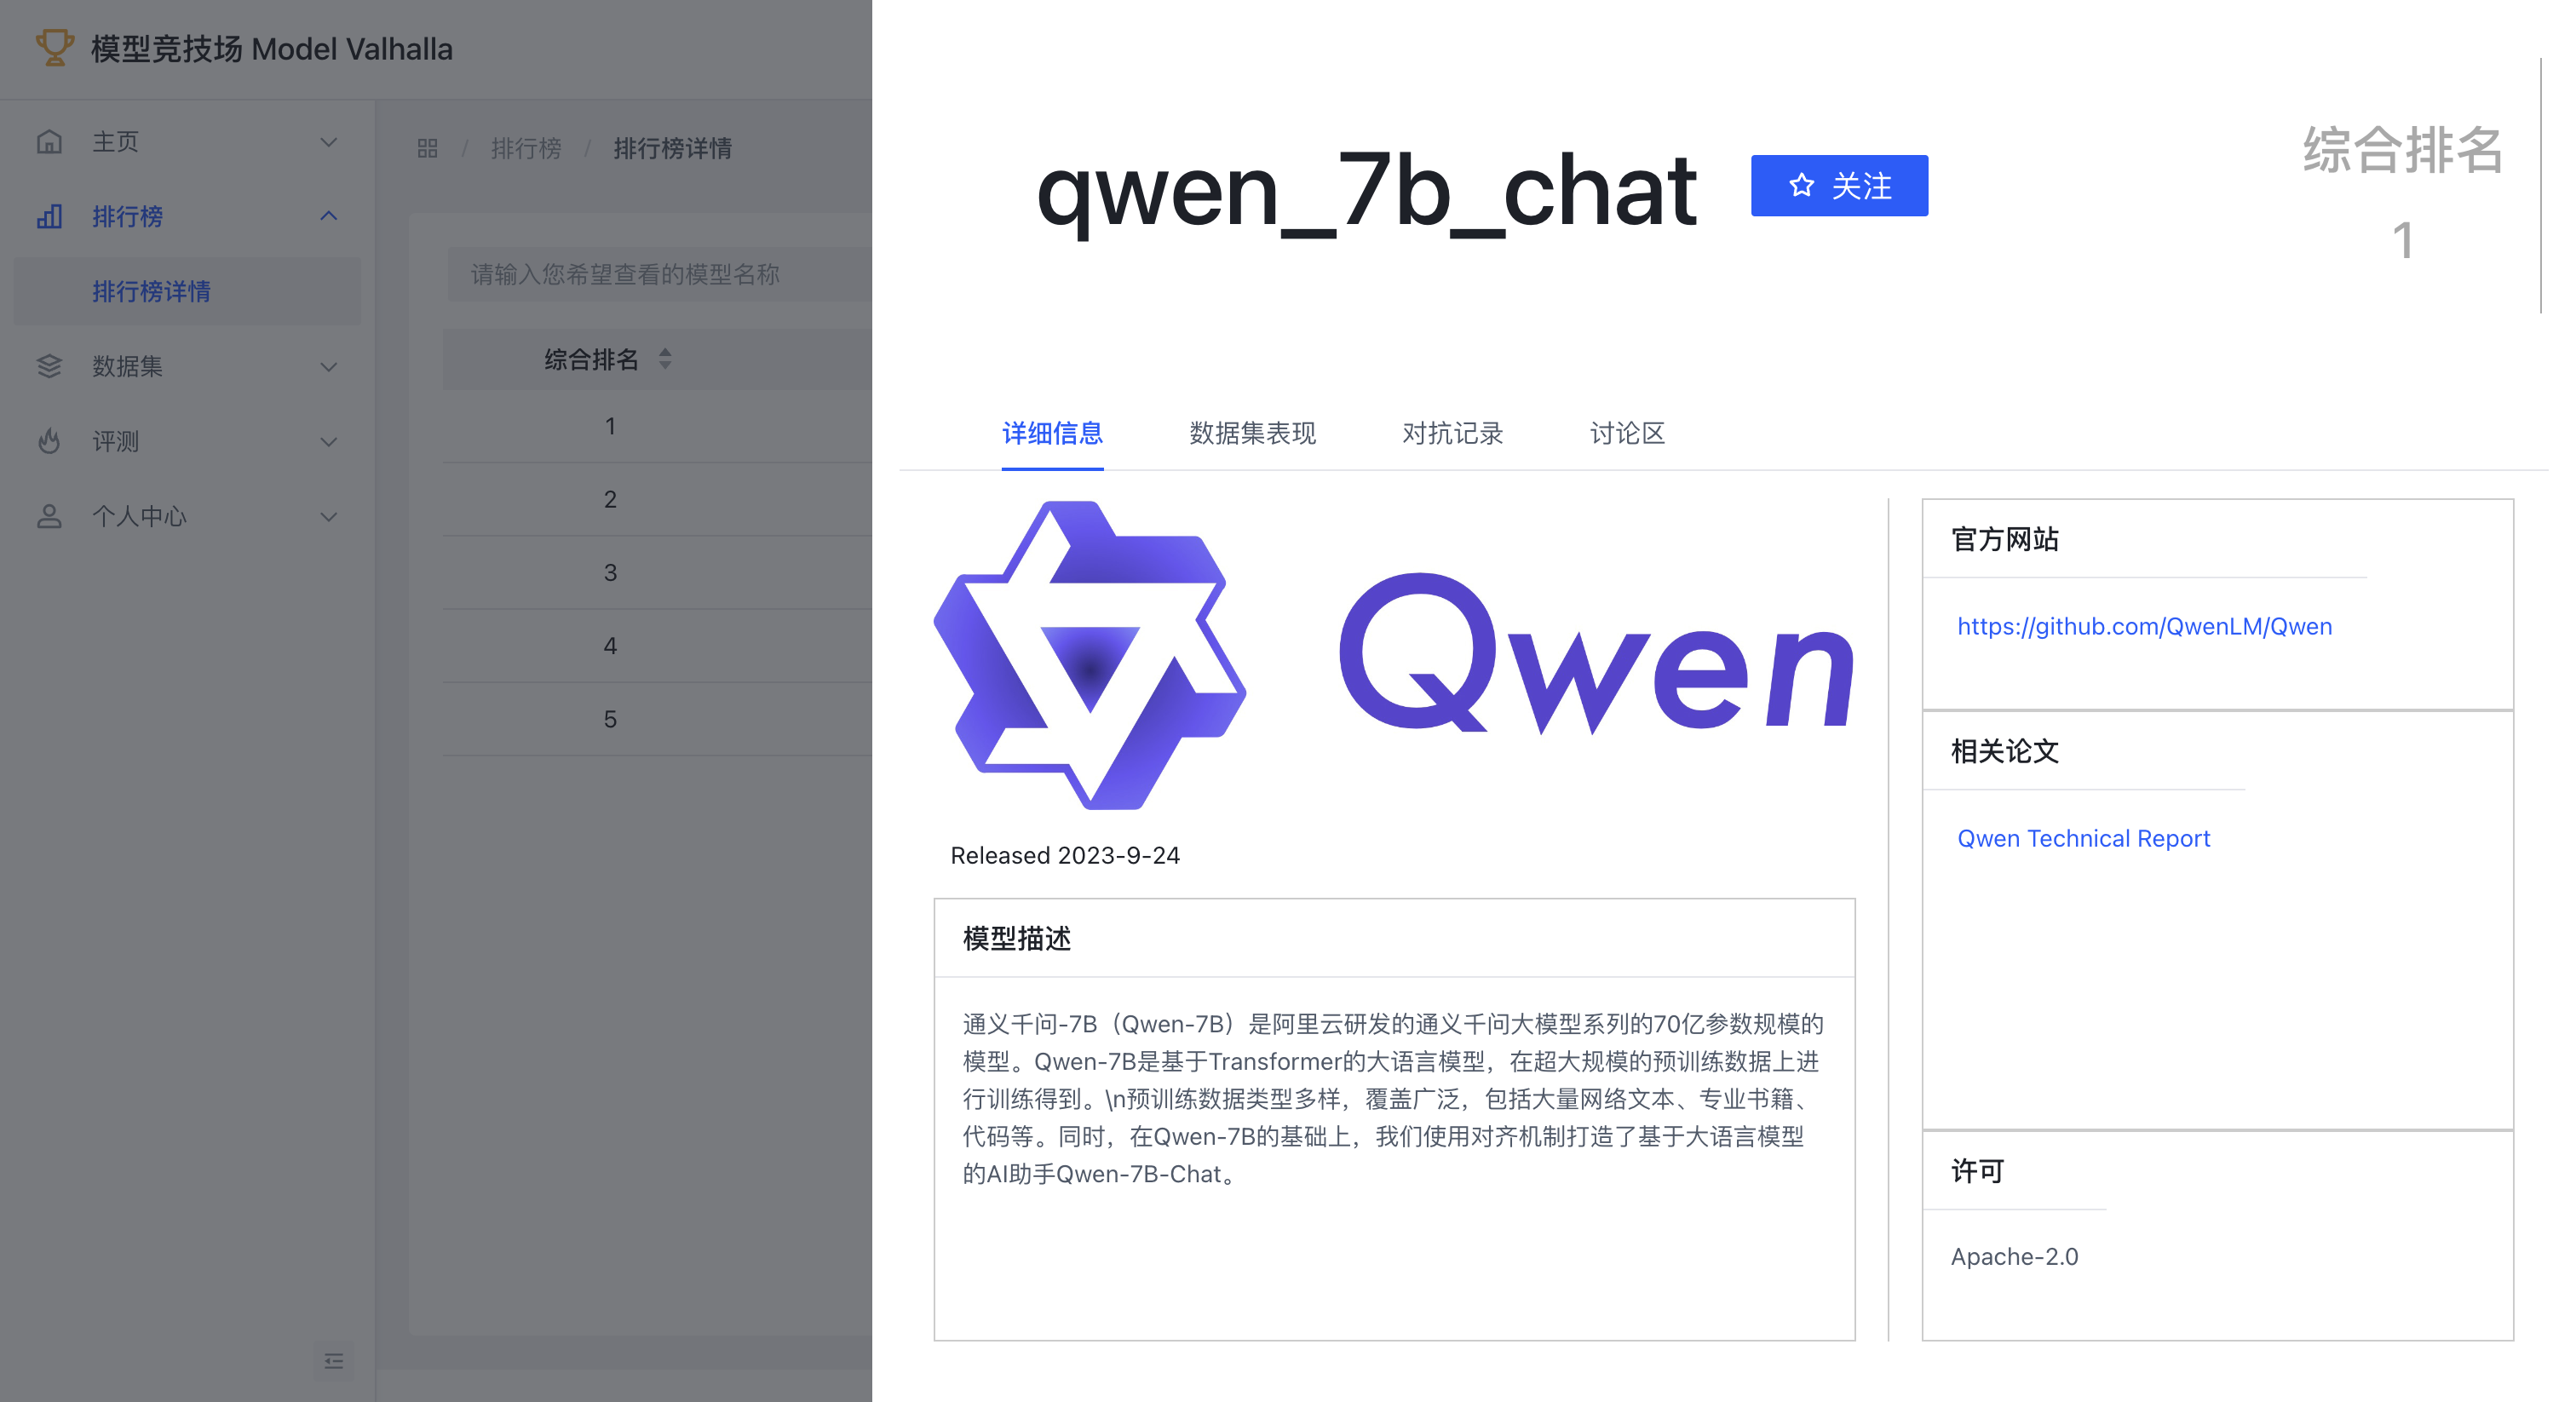 模型竞技场 Model Valhalla
主页
排行榜
排行榜详情
数据集
评测
个人中心
/ 排行榜 / 排行榜详情
请输入您希望查看的模型名称
综合排名
1
2
3
4
5
qwen_7b_chat
关注
综合排名
1
详细信息
数据集表现
对抗记录
讨论区
Qwen
Released 2023-9-24
模型描述
通义千问-7B（Qwen-7B）是阿里云研发的通义千问大模型系列的70亿参数规模的
模型。Qwen-7B是基于Transformer的大语言模型，在超大规模的预训练数据上进
行训练得到。\n预训练数据类型多样，覆盖广泛，包括大量网络文本、专业书籍、
代码等。同时，在Qwen-7B的基础上，我们使用对齐机制打造了基于大语言模型
的AI助手Qwen-7B-Chat。
官方网站
https://github.com/QwenLM/Qwen
相关论文
Qwen Technical Report
许可
Apache-2.0